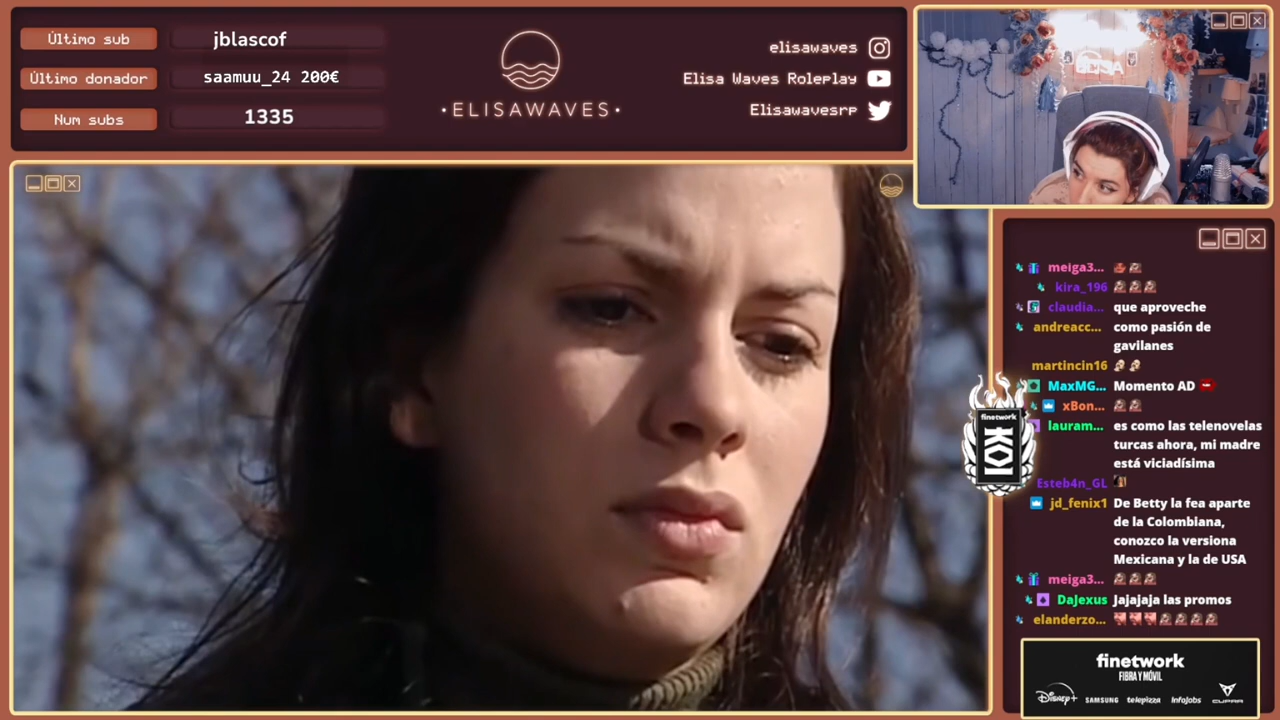 Último sub
jblascof
Último donador
saamuu_24 200€
Num subs
1335
•ELISAWAVES•
elisawaves
Elisa Waves Roleplay
Elisawavesrp
ELISA
meiga3...
kira_196
claudia... que aproveche
andreacc... como pasión de
gavilanes
martincin16
MaxMG... Momento AD
xBon...
lauram... es como las telenovelas
turcas ahora, mi madre
está viciadísima
Esteb4n_GL
jd_fenix1 De Betty la fea aparte
de la Colombiana,
conozco la versiona
Mexicana y la de USA
meiga3...
DaJexus Jajajaja las promos
elanderzo...
finetwork
KOI
finetwork
FIBRA Y MÓVIL
Disney+ SAMSUNG telepizza InfoJobs CUPRA